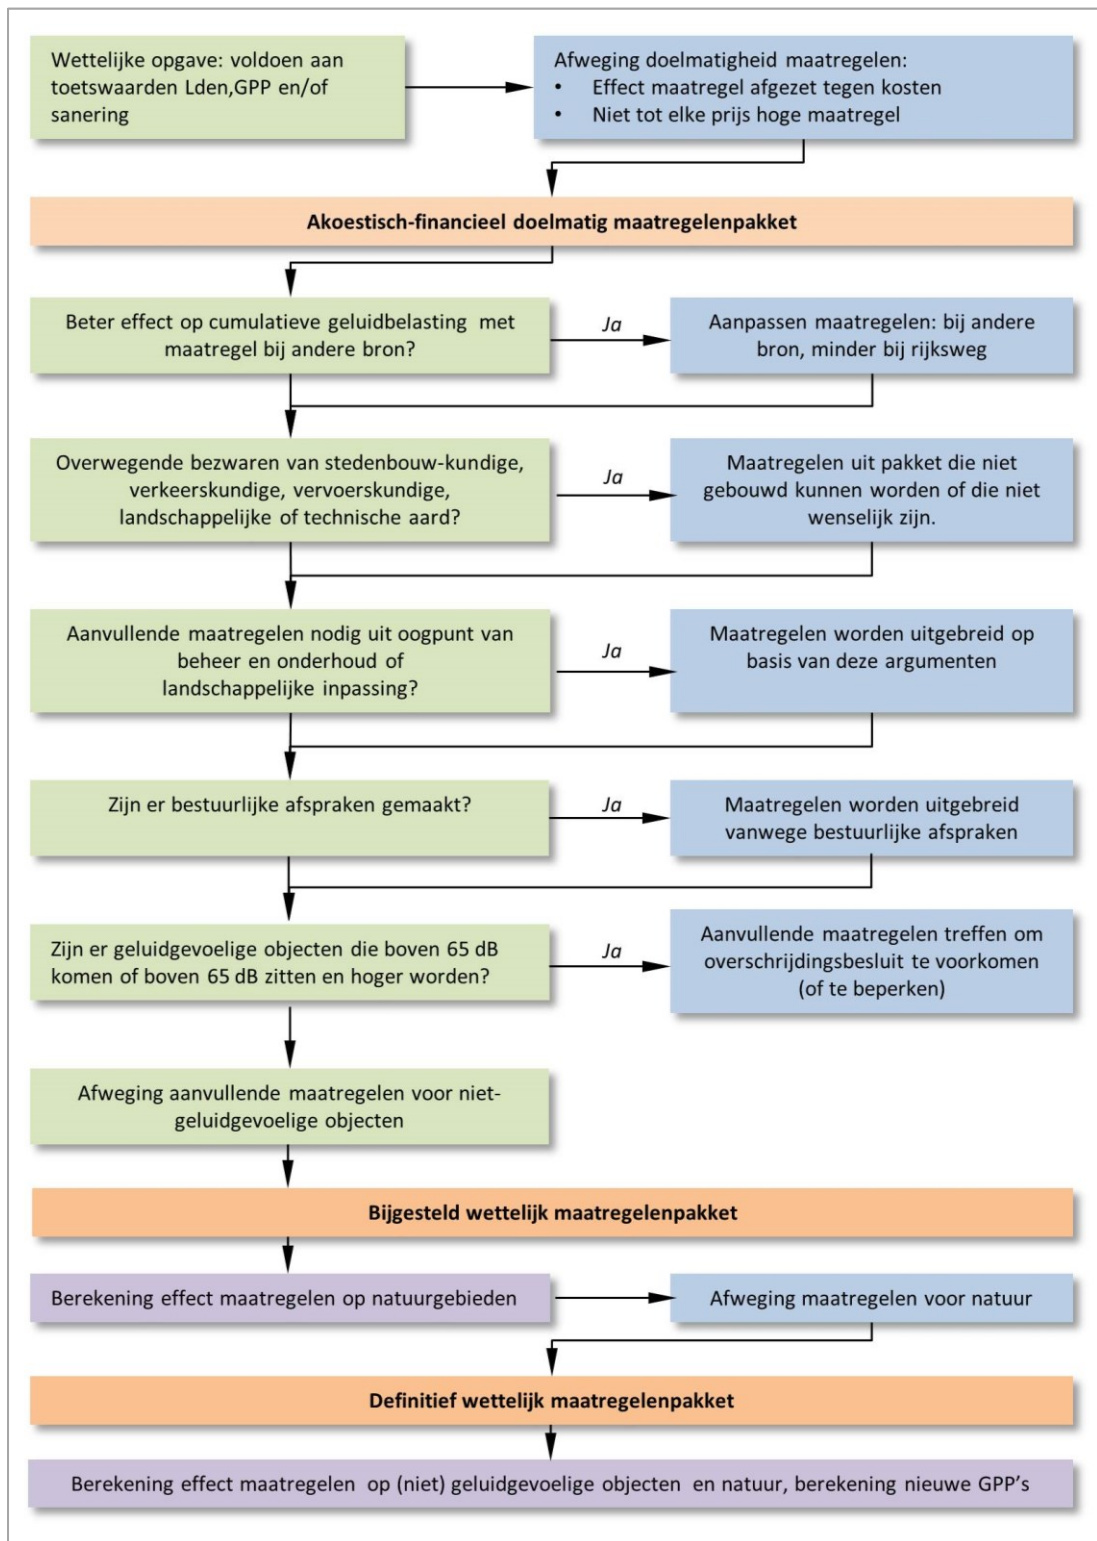 Wettelijke opgave: voldoen aan
toetswaarden Lden,GPP en/of
sanering
Afweging doelmatigheid maatregelen:
• Effect maatregel afgezet tegen kosten
• Niet tot elke prijs hoge maatregel
Akoestisch-financieel doelmatig maatregelenpakket
Beter effect op cumulatieve geluidbelasting met
maatregel bij andere bron?
Ja
Aanpassen maatregelen: bij andere
bron, minder bij rijksweg
Overwegende bezwaren van stedenbouw-kundige,
verkeerskundige, vervoerskundige,
landschappelijke of technische aard?
Ja
Maatregelen uit pakket die niet
gebouwd kunnen worden of die niet
wenselijk zijn.
Aanvullende maatregelen nodig uit oogpunt van
beheer en onderhoud of
landschappelijke inpassing?
Ja
Maatregelen worden uitgebreid op
basis van deze argumenten
Zijn er bestuurlijke afspraken gemaakt?
Ja
Maatregelen worden uitgebreid
vanwege bestuurlijke afspraken
Zijn er geluidgevoelige objecten die boven 65 dB
komen of boven 65 dB zitten en hoger worden?
Ja
Aanvullende maatregelen treffen om
overschrijdingsbesluit te voorkomen
(of te beperken)
Afweging aanvullende maatregelen voor niet-
geluidgevoelige objecten
Bijgesteld wettelijk maatregelenpakket
Berekening effect maatregelen op natuurgebieden
Afweging maatregelen voor natuur
Definitief wettelijk maatregelenpakket
Berekening effect maatregelen op (niet) geluidgevoelige objecten en natuur, berekening nieuwe GPP's